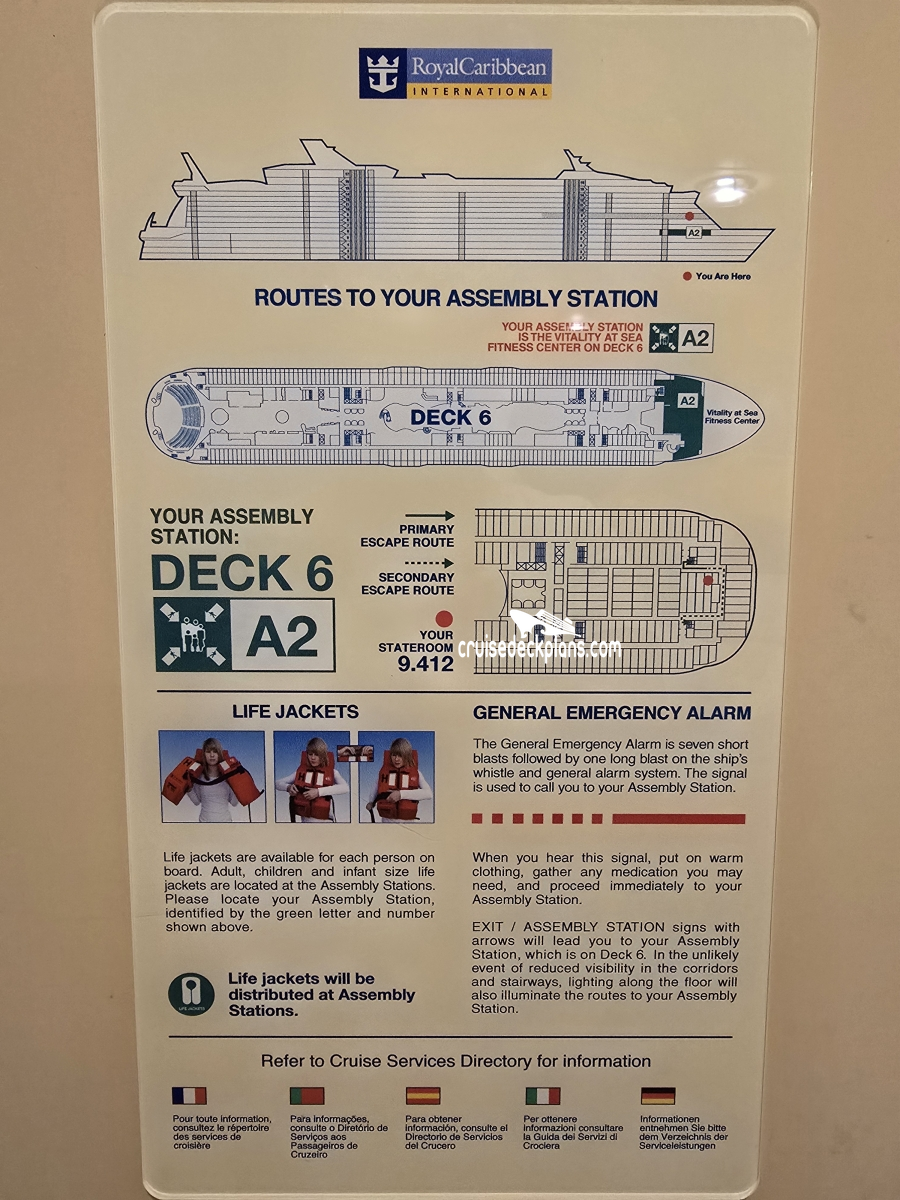 RoyalCaribbean
INTERNATIONAL
A2
You Are Here
ROUTES TO YOUR ASSEMBLY STATION
YOUR ASSEMBLY STATION
IS THE VITALITY AT SEA
FITNESS CENTER ON DECK 6
A2
DECK 6
A2
Vitality at Sea
Fitness Center
YOUR ASSEMBLY
STATION:
DECK 6
A2
PRIMARY
ESCAPE ROUTE
SECONDARY
ESCAPE ROUTE
YOUR
STATEROOM
9.412
cruisedeckplans.com
LIFE JACKETS
Life jackets are available for each person on
board. Adult, children and infant size life
jackets are located at the Assembly Stations.
Please locate your Assembly Station,
identified by the green letter and number
shown above.
LIFE JACKETS
Life jackets will be
distributed at Assembly
Stations.
GENERAL EMERGENCY ALARM
The General Emergency Alarm is seven short
blasts followed by one long blast on the ship's
whistle and general alarm system. The signal
is used to call you to your Assembly Station.
When you hear this signal, put on warm
clothing, gather any medication you may
need, and proceed immediately to your
Assembly Station.
EXIT / ASSEMBLY STATION signs with
arrows will lead you to your Assembly
Station, which is on Deck 6. In the unlikely
event of reduced visibility in the corridors
and stairways, lighting along the floor will
also illuminate the routes to your Assembly
Station.
Refer to Cruise Services Directory for information
Pour toute information,
consultez le répertoire
des services de
croisière
Para informações,
consulte o Diretório de
Serviços aos
Passageiros de
Cruzeiro
Para obtener
información, consulte el
Directorio de Servicios
del Crucero
Per ottenere
informazioni consultare
la Guida dei Servizi di
Crociera
Informationen
entnehmen Sie bitte
dem Verzeichnis der
Serviceleistungen